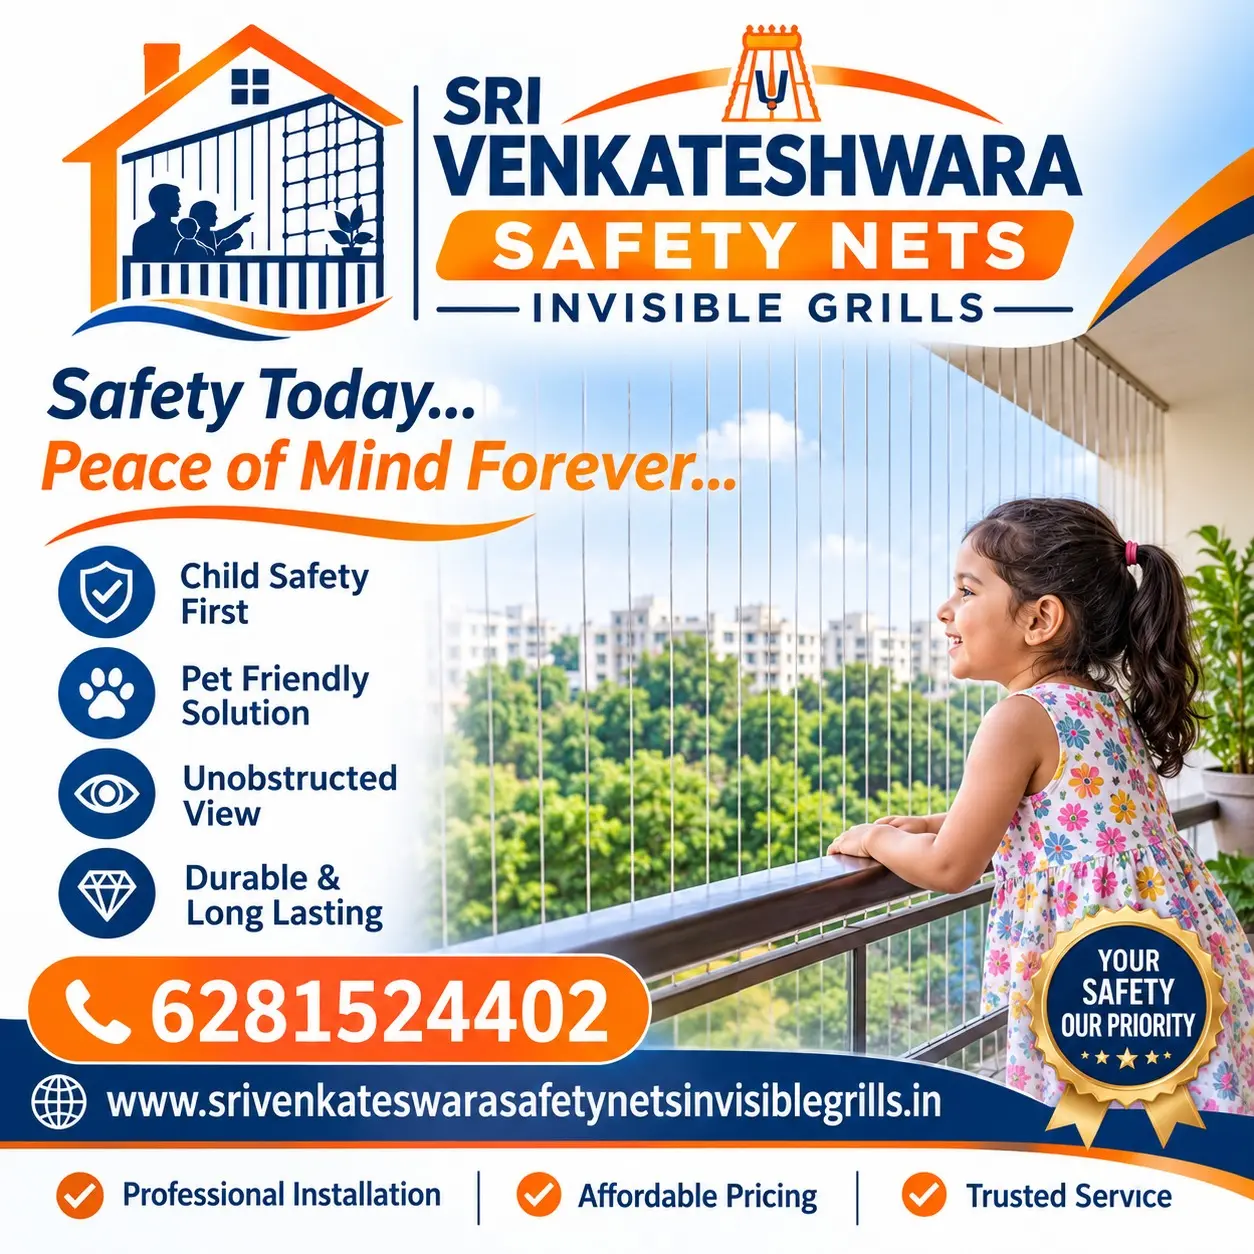 SRI
VENKATESHWARA
SAFETY NETS
INVISIBLE GRILLS
Safety Today...
Peace of Mind Forever...
Child Safety
First
Pet Friendly
Solution
Unobstructed
View
Durable &
Long Lasting
6281524402
www.srivenkateswarasafetynetsinvisiblegrills.in
YOUR
SAFETY
OUR PRIORITY
Professional Installation
Affordable Pricing
Trusted Service